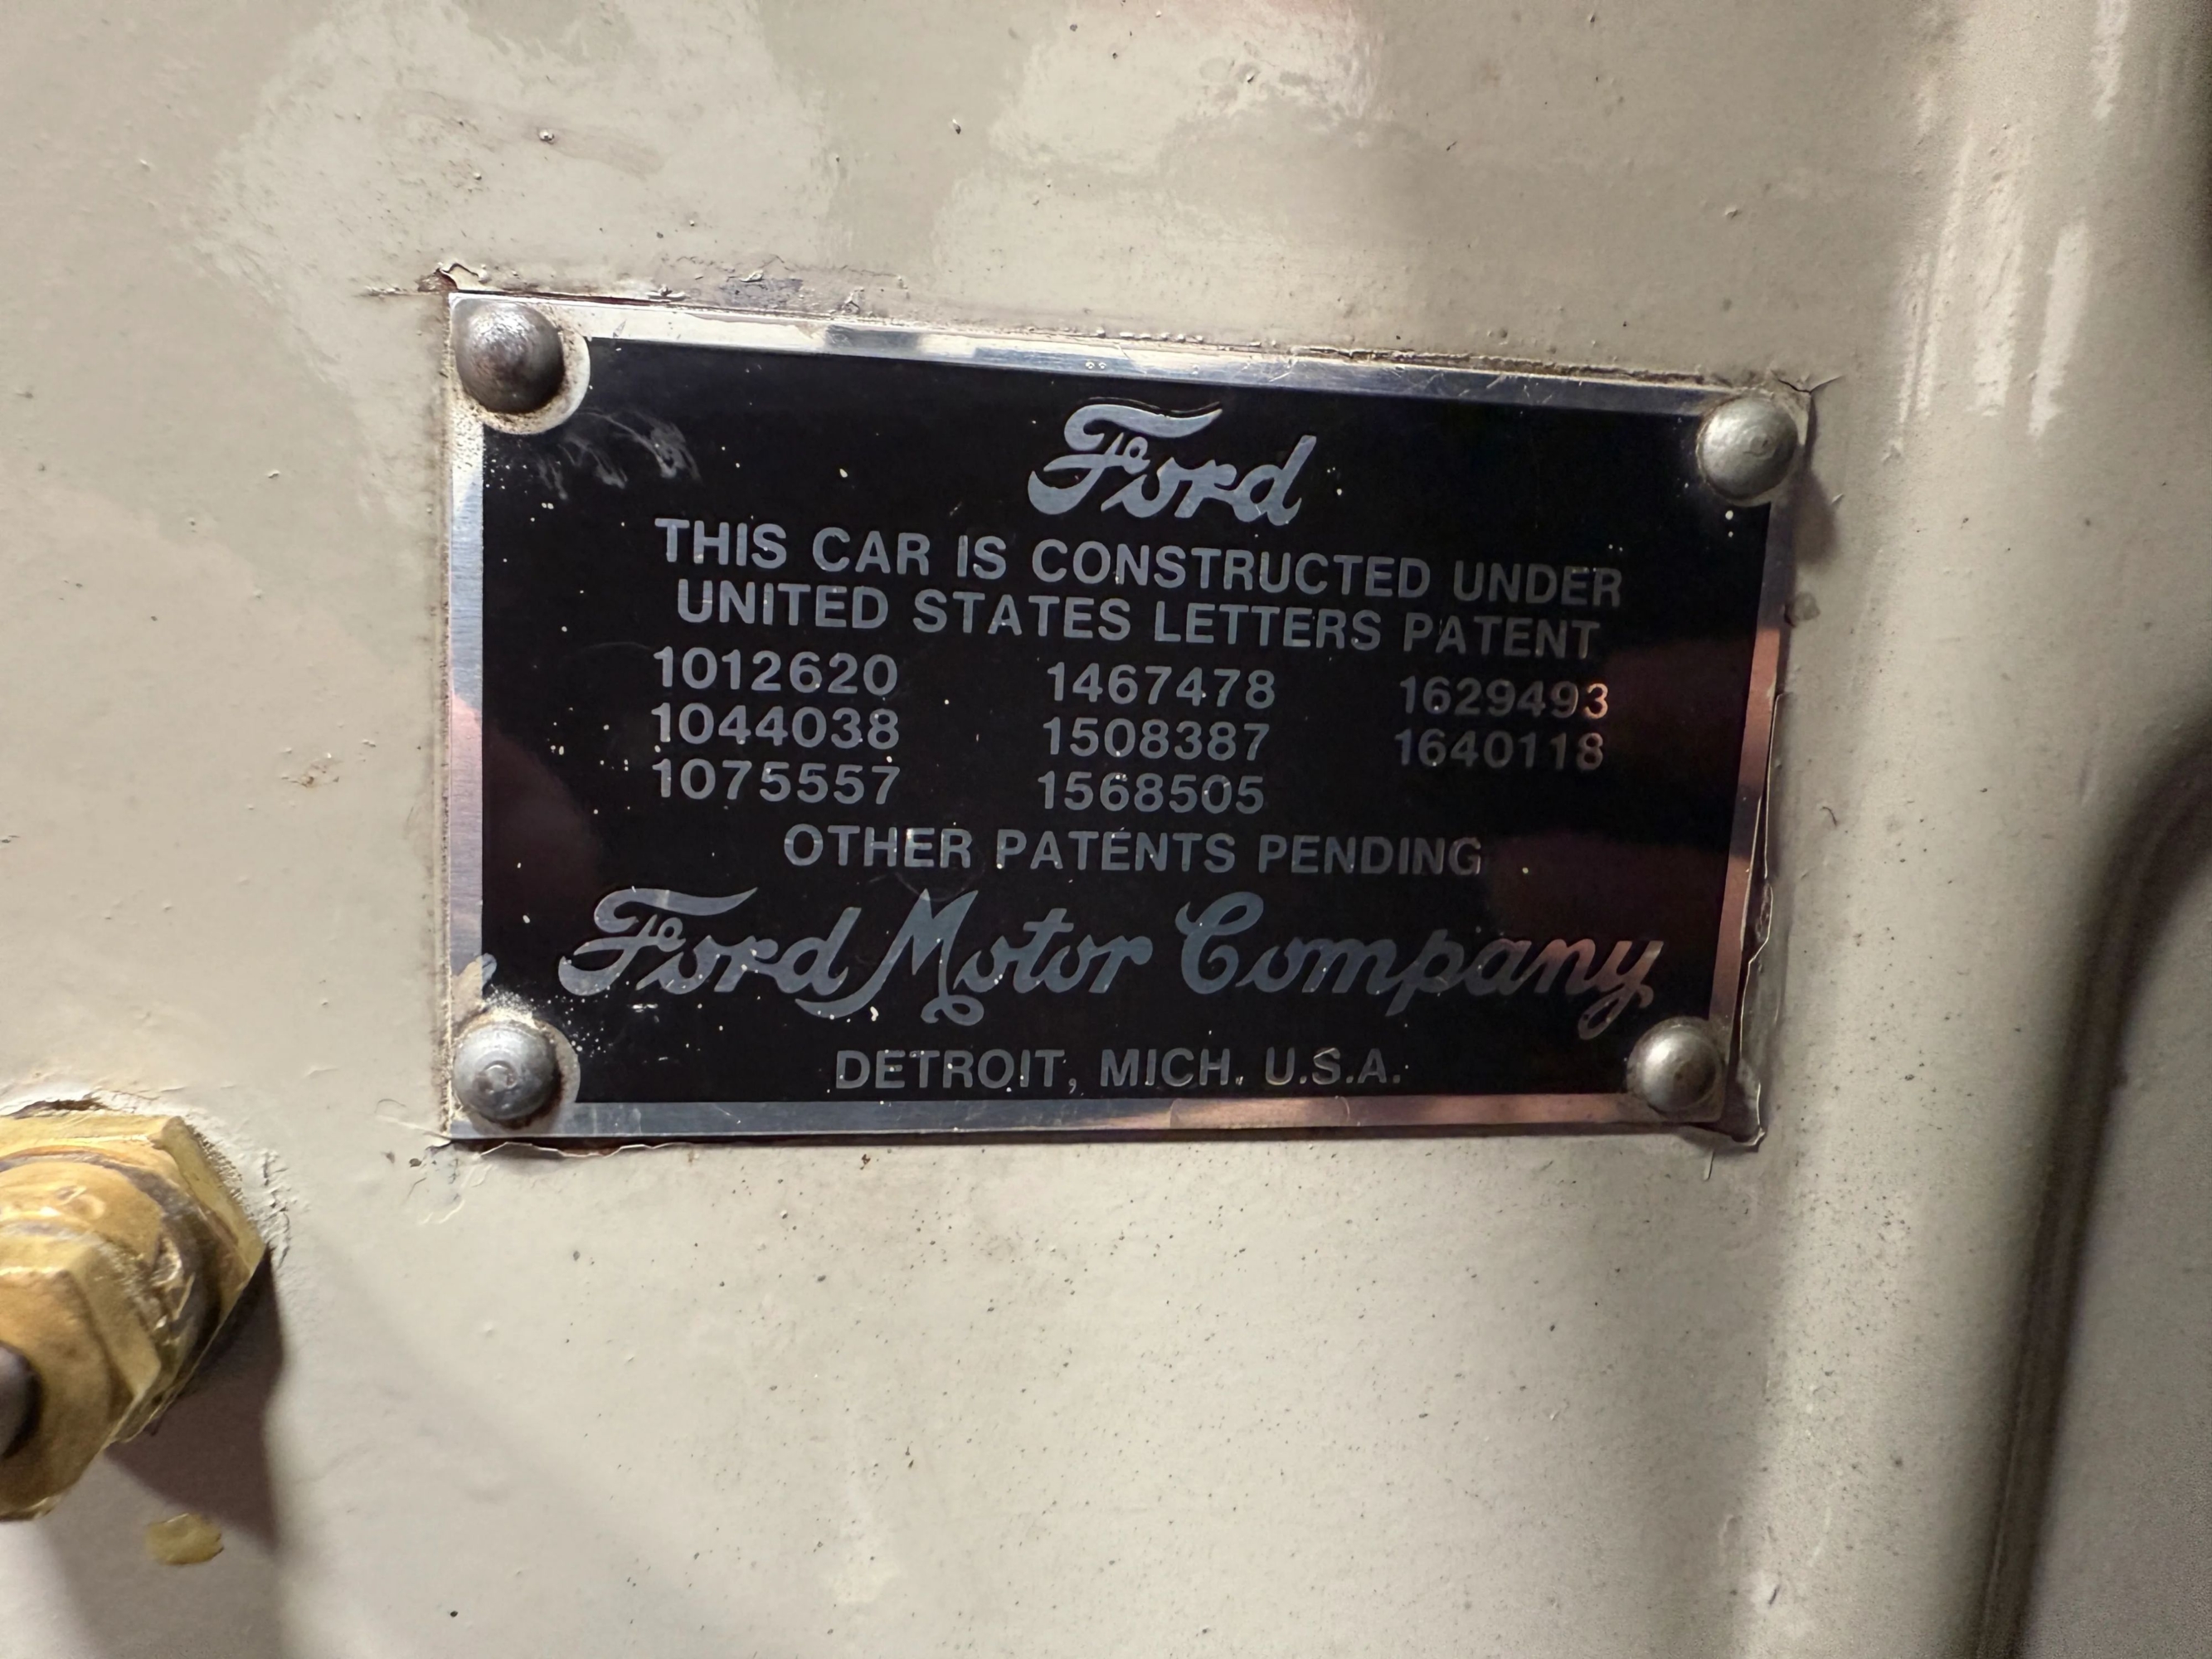 Ford
THIS CAR IS CONSTRUCTED UNDER
UNITED STATES LETTERS PATENT
1012620 1467478 1629493
1044038 1508387 1640118
1075557 1568505
OTHER PATENTS PENDING
Ford Motor Company
DETROIT, MICH. U.S.A.